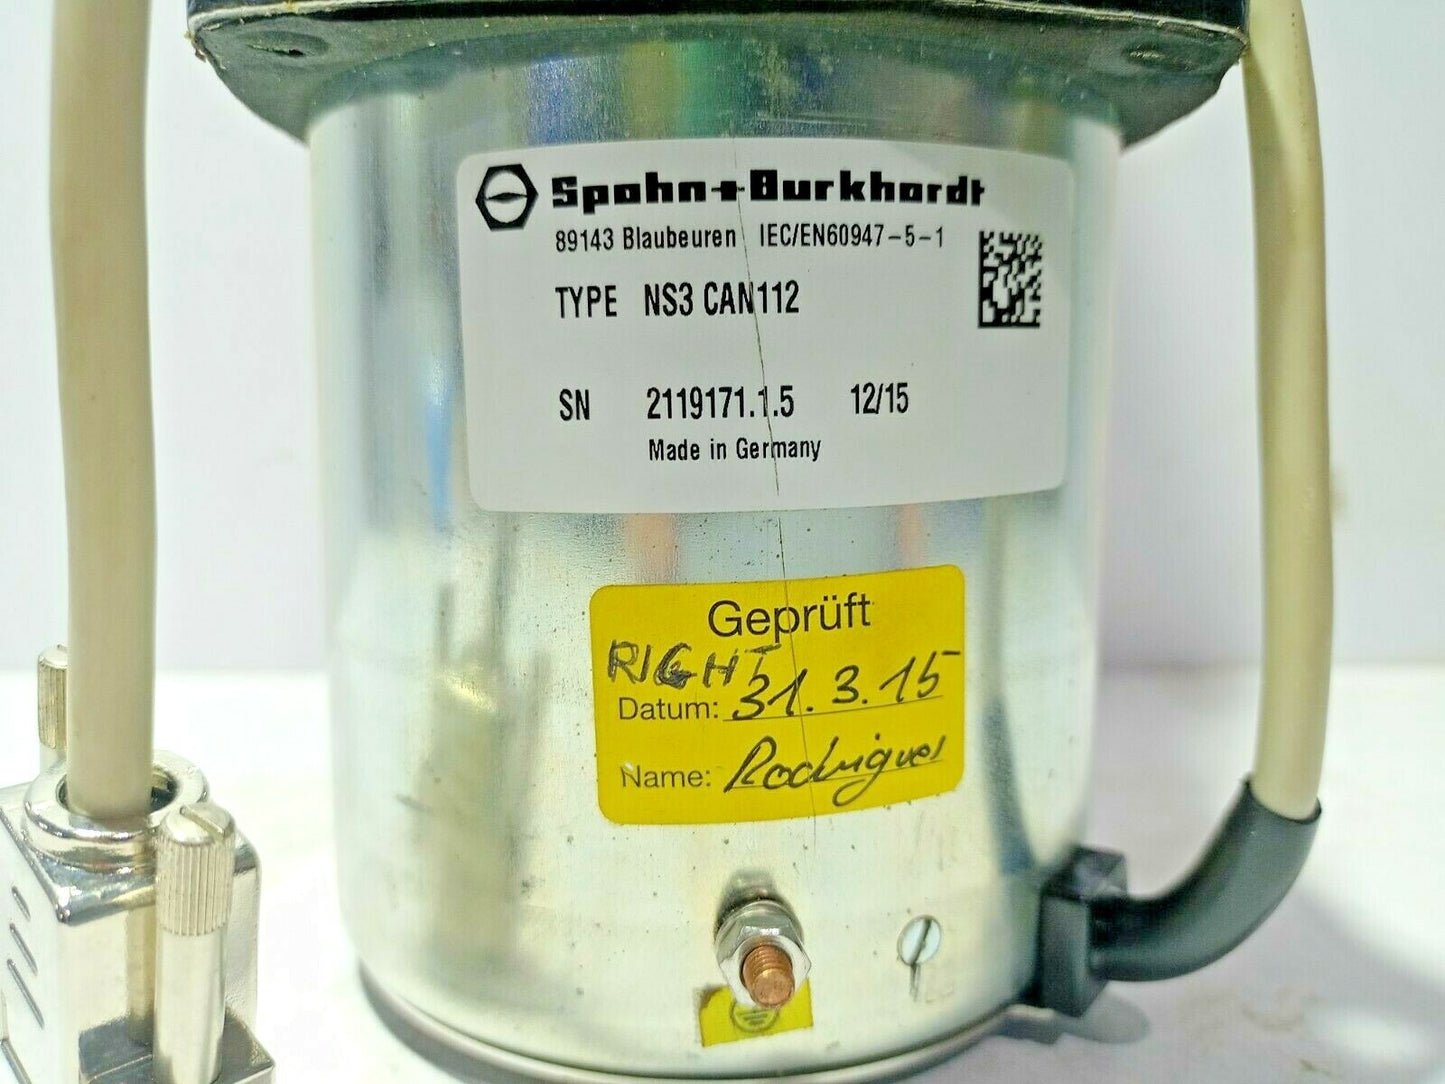 Spohn+Burkhardt
89143 Blaubeuren IEC/EN60947-5-1
TYPE NS3 CAN112
SN 2119171.1.5 12/15
Made in Germany
Geprüft
RIGHT
Datum: 31.3.15
Name: Rodrigues